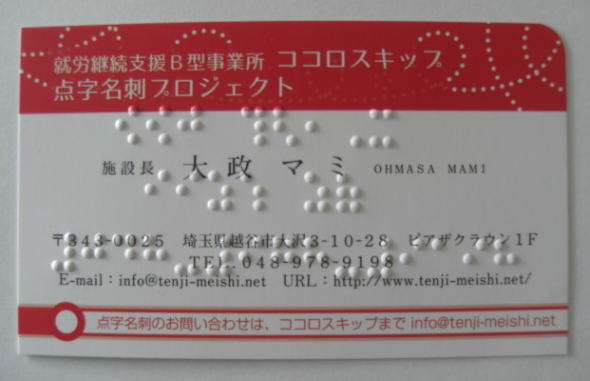 就労継続支援B型事業所 ココロスキップ
点字名刺プロジェクト
施設長 大政 マミ OHMASA MAMI
〒343-0025 埼玉県越谷市大沢3-10-28 ピアザクラウン1F
TEL.048-978-9198
E-mail：info@tenji-meishi.net URL：http://www.tenji-meishi.net/
点字名刺のお問い合わせは、ココロスキップまで info@tenji-meishi.net